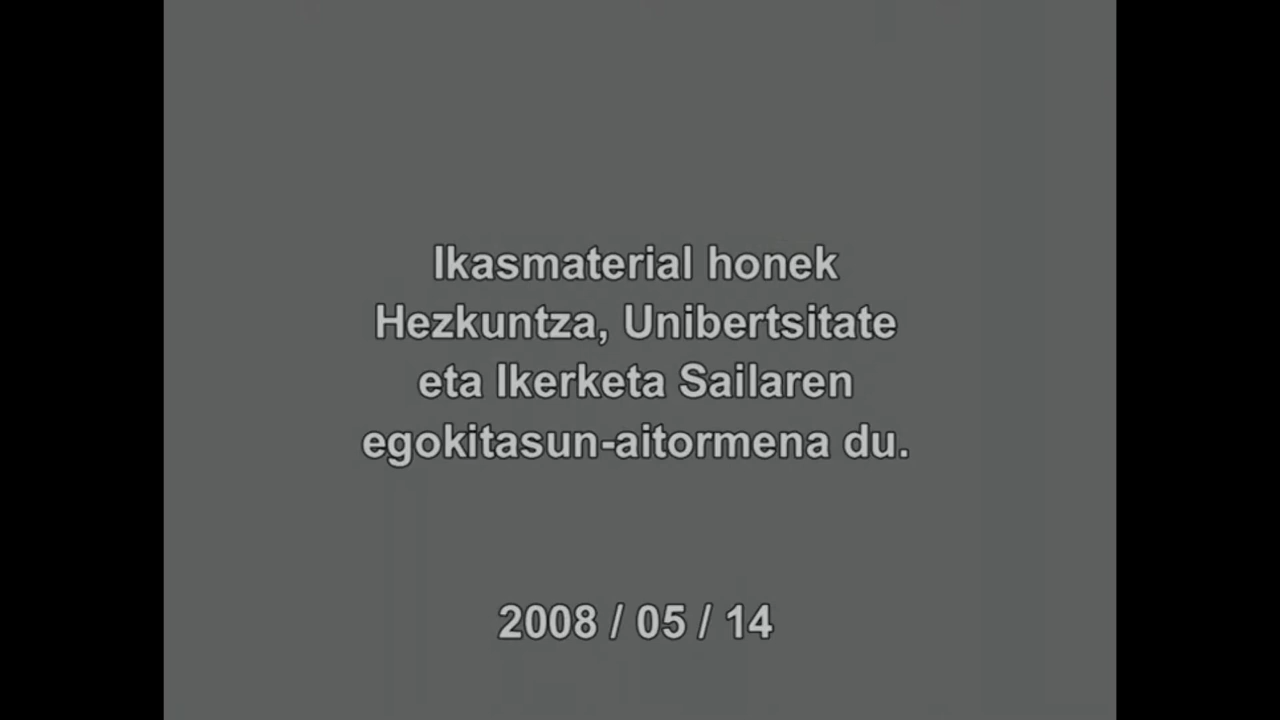 Ikasmaterial honek
Hezkuntza, Unibertsitate
eta Ikerketa Sailaren
egokitasun-aitormena du.
2008 / 05 / 14